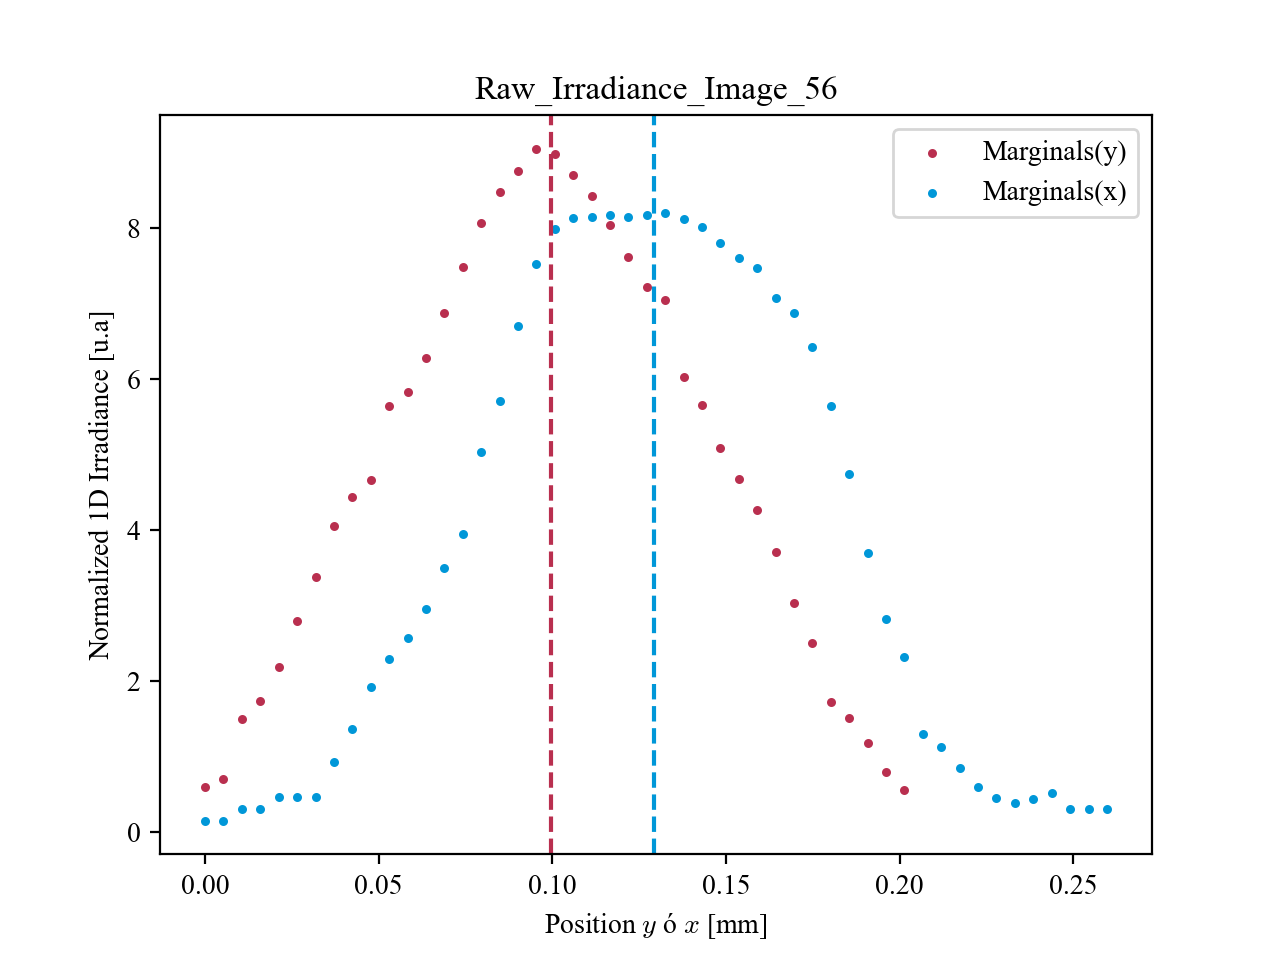 Raw_Irradiance_Image_56
Marginals(y)
Marginals(x)
Normalized 1D Irradiance [u.a]
8
6
4
2
0
0.00 0.05 0.10 0.15 0.20 0.25
Position y ó x [mm]